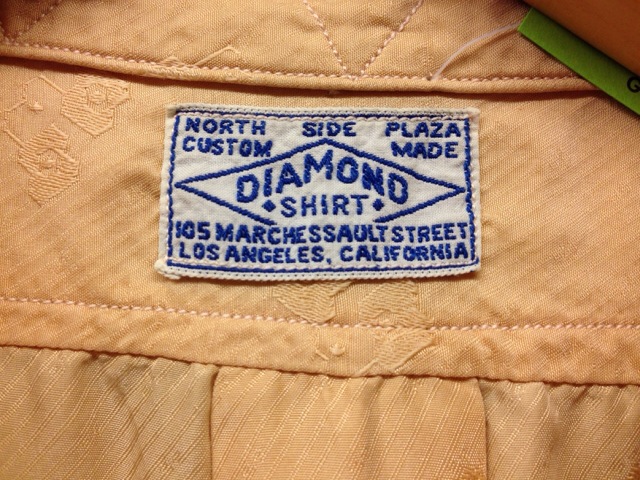 NORTH SIDE PLAZA
CUSTOM MADE
DIAMOND
SHIRT
105 MARCHESSAULT STREET
LOS ANGELES, CALIFORNIA
G